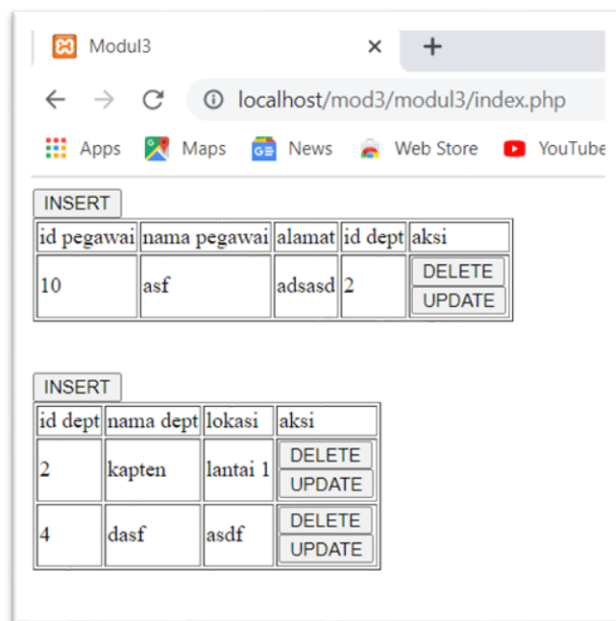 Modul3
localhost/mod3/modul3/index.php
Apps Maps News Web Store YouTube
INSERT
id pegawai nama pegawai alamat id dept aksi
10 asf adsasd 2 DELETE
UPDATE
INSERT
id dept nama dept lokasi aksi
2 kapten lantai 1 DELETE
UPDATE
4 dasf asdf DELETE
UPDATE